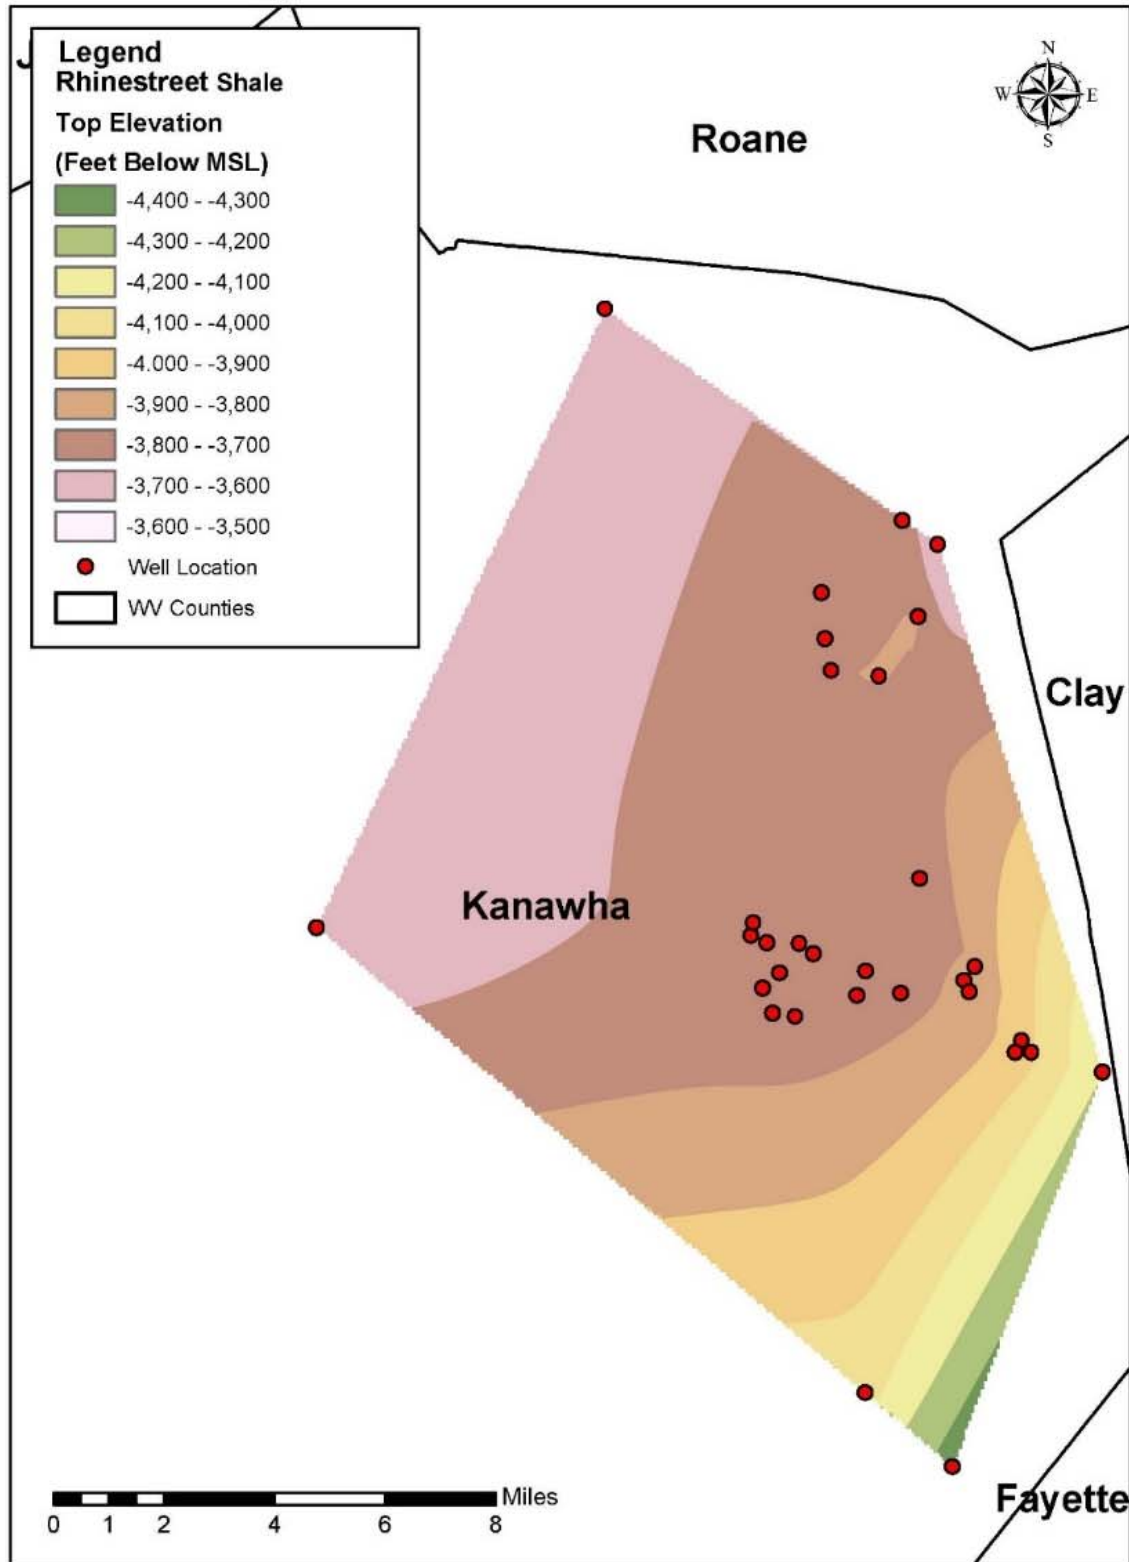 J
Legend
Rhinestreet Shale
Top Elevation
(Feet Below MSL)
-4,400 - -4,300
-4,300 - -4,200
-4,200 - -4,100
-4,100 - -4,000
-4.000 - -3,900
-3,900 - -3,800
-3,800 - -3,700
-3,700 - -3,600
-3,600 - -3,500
Well Location
WV Counties
N
W E
S
Roane
Clay
Kanawha
Fayette
Miles
0 1 2 4 6 8